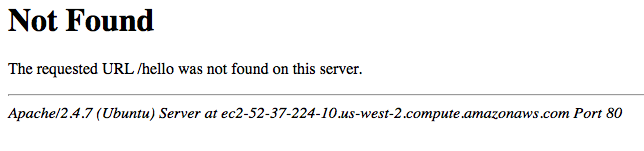 Not Found
The requested URL /hello was not found on this server.
Apache/2.4.7 (Ubuntu) Server at ec2-52-37-224-10.us-west-2.compute.amazonaws.com Port 80